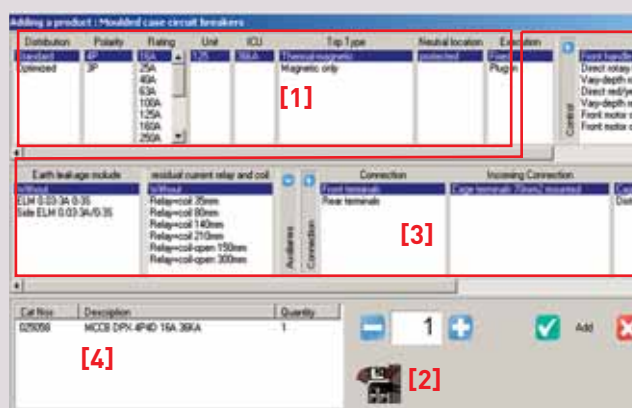 Adding a product : Moulded case circuit breakers
Distribution Polarity Rating Unit ICU Trip Type Neutral location Execution
Standard 4P 16A 125 36KA Thermal-magnetic protected Fixed
Optimized 3P 25A Magnetic only Plug in
40A
63A
100A
125A
160A
250A
[1]
Control
Front handle
Direct rotary
Vary-depth
Direct red/ye
Vary-depth
Front motor
Front motor
Earth leakage module residual current relay and coil Connection Incoming Connection
Without Without Front terminals Cage terminals 70mm2 mounted Cag
ELM 0.03-3A 0-3S Relay+coil 35mm Rear terminals Dist
Side ELM 0.03-3A/0-3S Relay+coil 80mm
Relay+coil 140mm
Relay+coil 210mm
Relay+coil-open 150mm
Relay+coil-open 300mm
Auxiliaries
Connection
[3]
Cat Nos Description Quantity
025058 MCCB DPX 4P4D 16A 36KA 1
[4]
1
Add
[2]